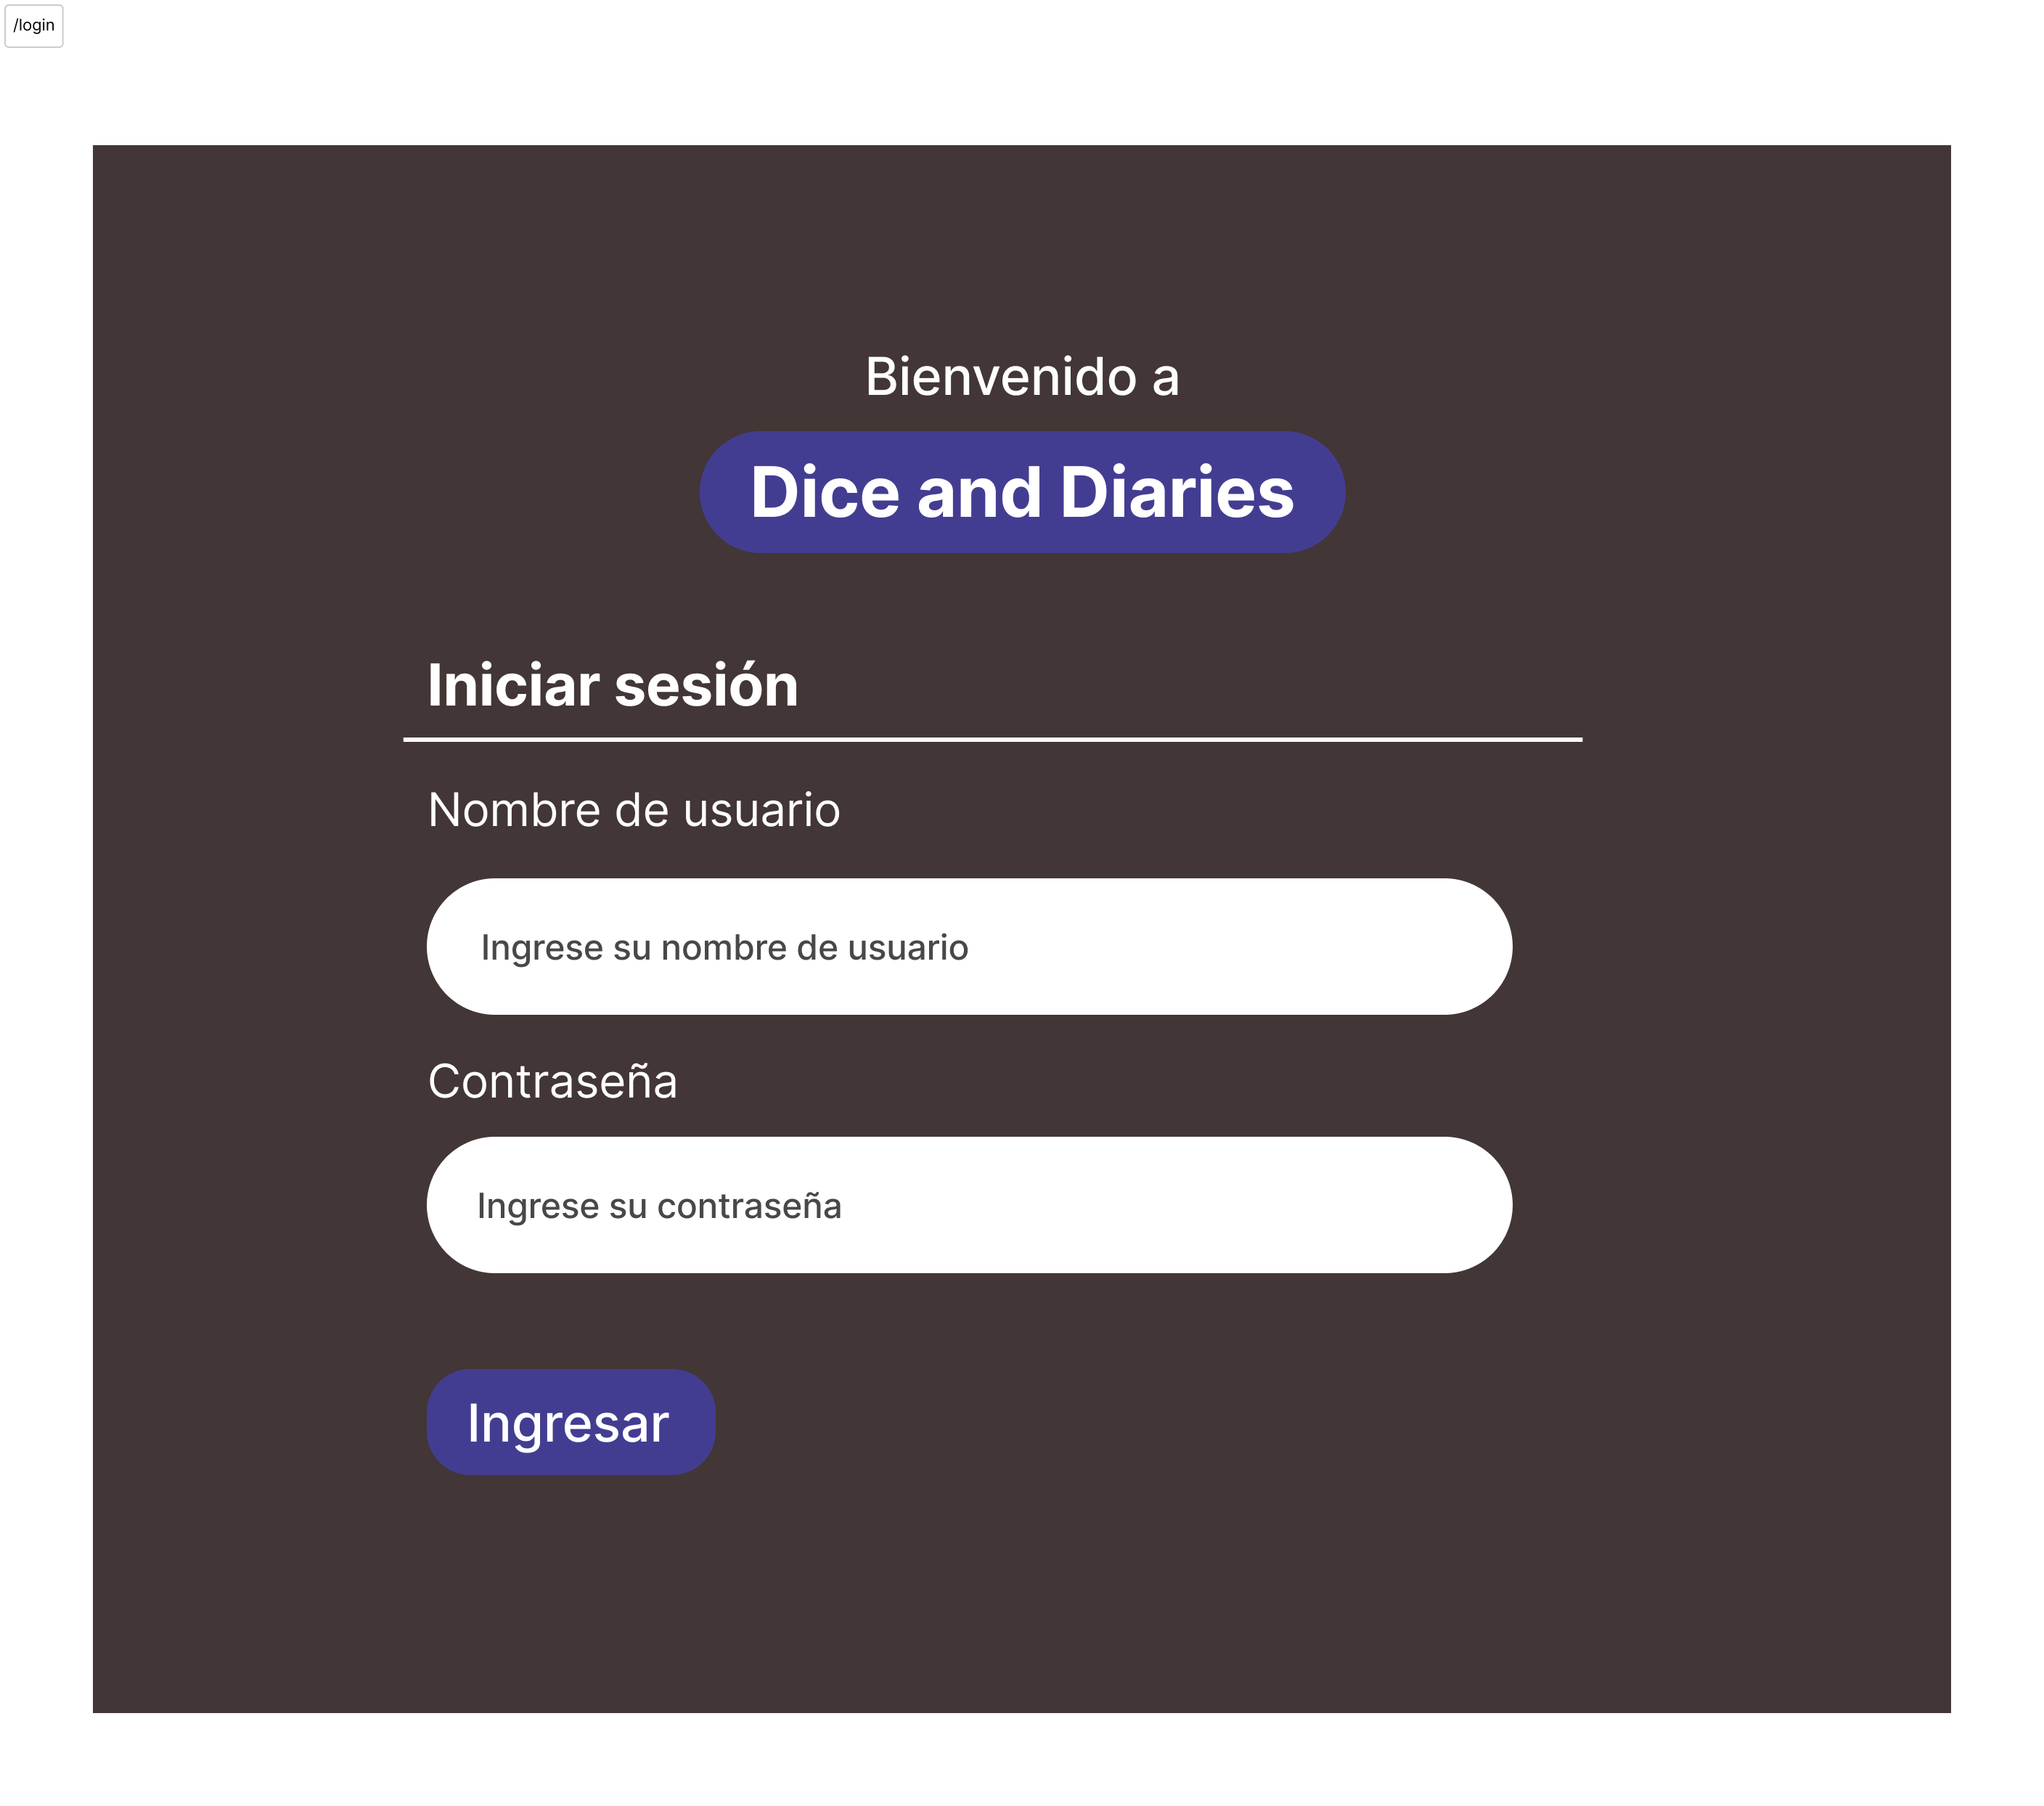 /login
Bienvenido a
Dice and Diaries
Iniciar sesión
Nombre de usuario
Ingrese su nombre de usuario
Contraseña
Ingrese su contraseña
Ingresar